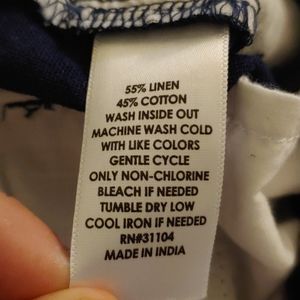 55% LINEN
45% COTTON
WASH INSIDE OUT
MACHINE WASH COLD
WITH LIKE COLORS
GENTLE CYCLE
ONLY NON-CHLORINE
BLEACH IF NEEDED
TUMBLE DRY LOW
COOL IRON IF NEEDED
RN#31104
MADE IN INDIA